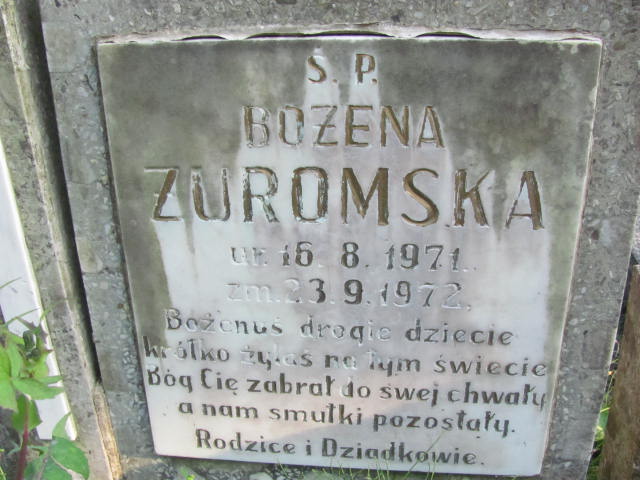 Ś. P.
BOŻENA
ZUROMSKA
ur. 16. 8. 1971.
zm. 23.9.1972.
Bożenuś drogie dziecie
krótko żyłaś na tym świecie
Bóg Cię zabrał do swej chwały
a nam smutki pozostały.
Rodzice i Dziadkowie.